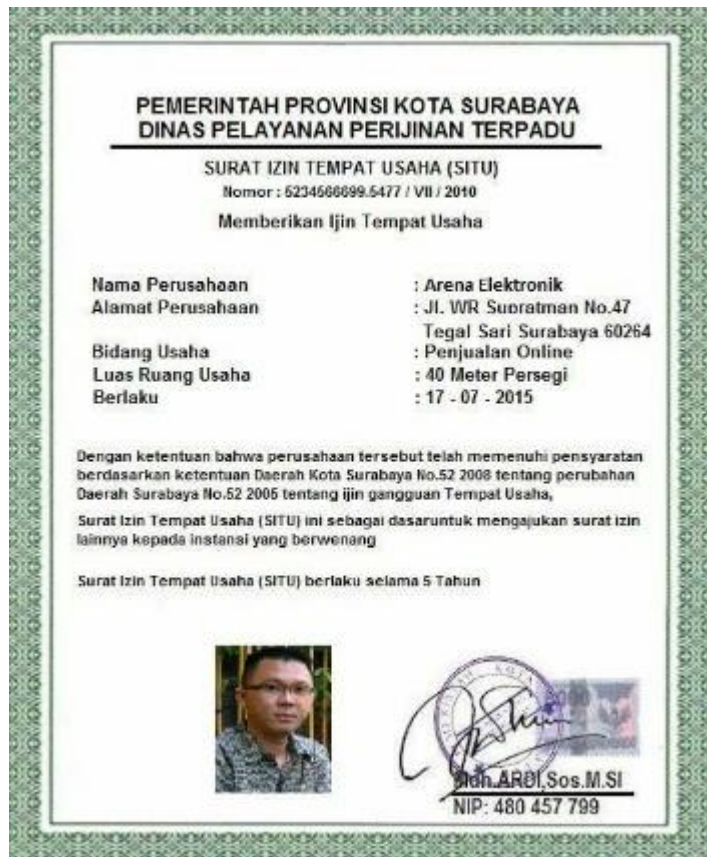 PEMERINTAH PROVINSI KOTA SURABAYA
DINAS PELAYANAN PERIJINAN TERPADU
SURAT IZIN TEMPAT USAHA (SITU)
Nomor : 5234566699.5477 / VII / 2010
Memberikan Ijin Tempat Usaha
Nama Perusahaan : Arena Elektronik
Alamat Perusahaan : Jl. WR Supratman No.47
Tegal Sari Surabaya 60264
Bidang Usaha : Penjualan Online
Luas Ruang Usaha : 40 Meter Persegi
Berlaku : 17 - 07 - 2015
Dengan ketentuan bahwa perusahaan tersebut telah memenuhi pensyaratan
berdasarkan ketentuan Daerah Kota Surabaya No.52 2008 tentang perubahan
Daerah Surabaya No.52 2005 tentang ijin gangguan Tempat Usaha,
Surat Izin Tempat Usaha (SITU) ini sebagai dasaruntuk mengajukan surat izin
lainnya kepada instansi yang berwenang
Surat Izin Tempat Usaha (SITU) berlaku selama 5 Tahun
KOTA
Muh.ARDI,Sos.M.SI
NIP: 480 457 799